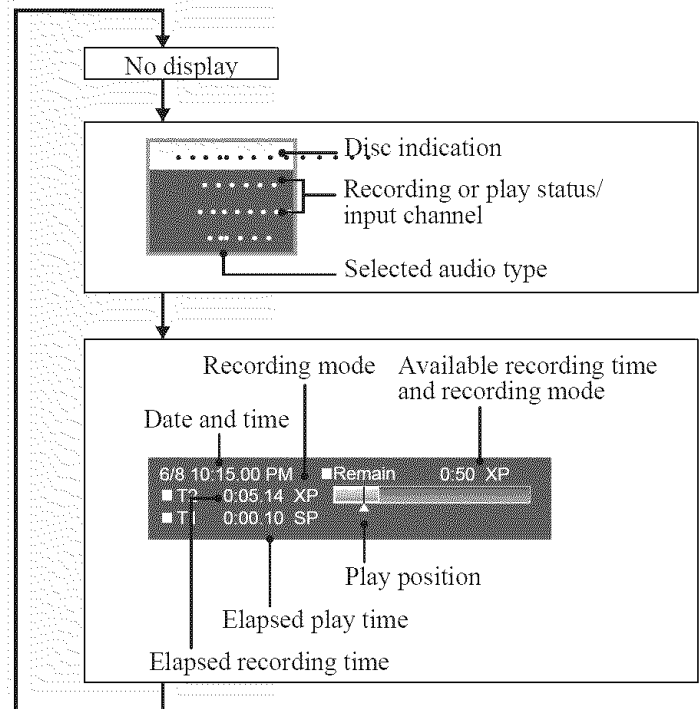 No display
Disc indication
Recording or play status/
input channel
Selected audio type
Recording mode
Available recording time
and recording mode
Date and time
6/8 10:15.00 PM
Remain
0:50 XP
0:05.14 XP
0:00.10 SP
Play position
Elapsed play time
Elapsed recording time